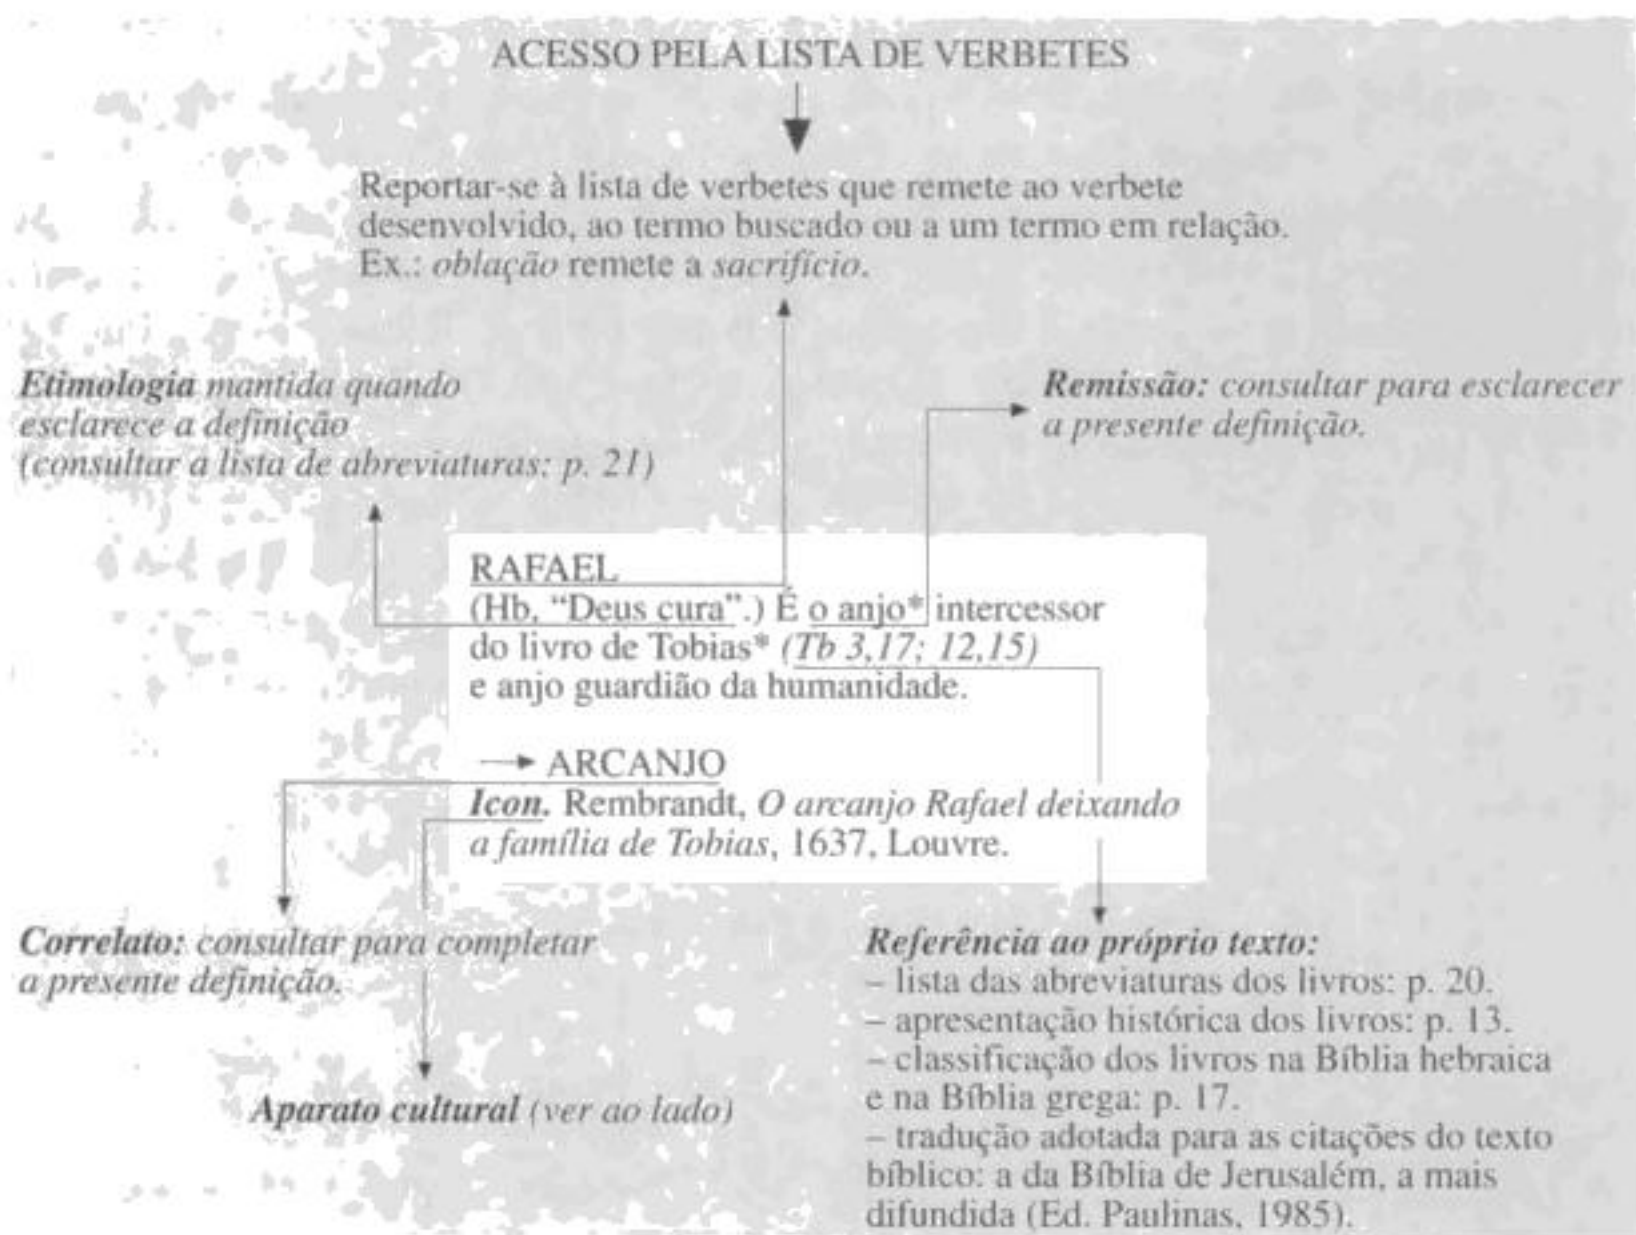 ACESSO PELA LISTA DE VERBETES
Reportar-se à lista de verbetes que remete ao verbete
desenvolvido, ao termo buscado ou a um termo em relação.
Ex.: oblação remete a sacrifício.
Etimologia mantida quando
esclarece a definição
(consultar a lista de abreviaturas: p. 21)
Remissão: consultar para esclarecer
a presente definição.
RAFAEL
(Hb, “Deus cura”.) É o anjo* intercessor
do livro de Tobias* (Tb 3,17; 12,15)
e anjo guardião da humanidade.
→ ARCANJO
Icon. Rembrandt, O arcanjo Rafael deixando
a família de Tobias, 1637, Louvre.
Correlato: consultar para completar
a presente definição.
Aparato cultural (ver ao lado)
Referência ao próprio texto:
– lista das abreviaturas dos livros: p. 20.
– apresentação histórica dos livros: p. 13.
– classificação dos livros na Bíblia hebraica
e na Bíblia grega: p. 17.
– tradução adotada para as citações do texto
bíblico: a da Bíblia de Jerusalém, a mais
difundida (Ed. Paulinas, 1985).